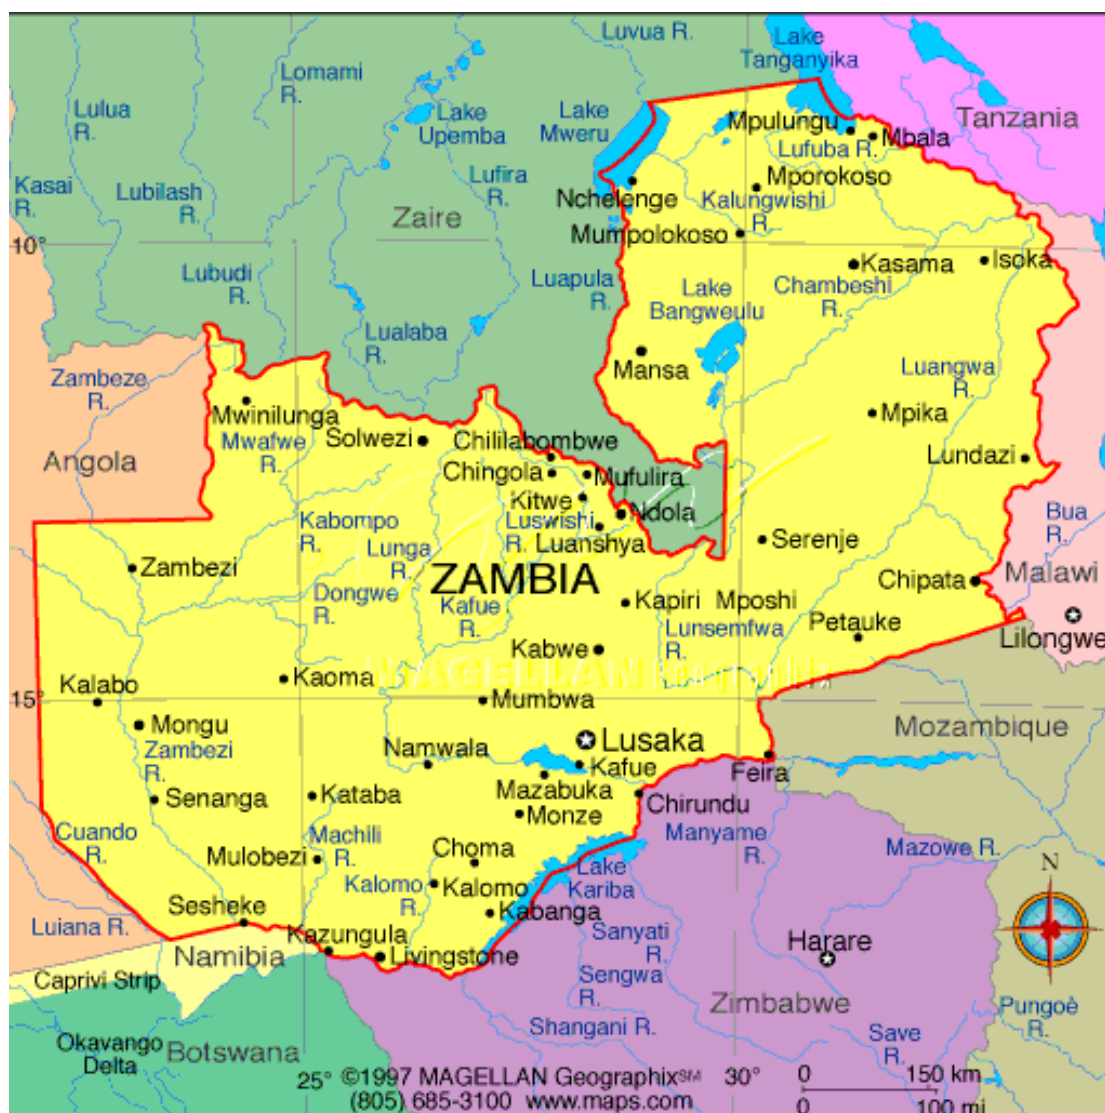 Luvua R.
Lake
Tanganyika
Lomami
R.
Lulua
R.
Lake
Upemba
Lake
Mweru
Tanzania
Mpulungu
Mbala
Lufuba R.
Kasai
R.
Lubilash
R.
Lufira
R.
Mporokoso
Nchelenge
Kalungwishi
R.
Zaire
Mumpolokoso
10°
Lubudi
R.
Luapula
R.
Kasama
Isoka
Lake
Bangweulu
Chambeshi
R.
Lualaba
R.
Mansa
Luangwa
R.
Zambeze
R.
Mwinilunga
Mpika
Mwafwe
R.
Solwezi
Chililabombwe
Angola
Chingola
Mufulira
Lundazi
Kitwe
Ndola
Kabompo
R.
Luswishi
R.
Luanshya
Bua
R.
Lunga
R.
Serenje
Zambezi
ZAMBIA
Chipata
Malawi
Dongwe
R.
Kafue
R.
Kapiri Mposhi
Lunsemfwa
R.
Petauke
Lilongwe
Kabwe
MAGELLAN Geographix
Kalabo
Kaoma
15°
Mumbwa
Mongu
Mozambique
Zambezi
R.
Namwala
Lusaka
Kafue
Feira
Senanga
Kataba
Mazabuka
Monze
Chirundu
Cuando
R.
Machili
R.
Manyame
R.
Mazowe R.
Mulobezi
Choma
Lake
Kariba
N
Kalomo
R.
Kalomo
Luiana R.
Sesheke
Kabanga
Sanyati
R.
Kazungula
Livingstone
Harare
Namibia
Caprivi Strip
Sengwa
R.
Zimbabwe
Pungoè
R.
Shangani R.
Save
R.
Okavango
Delta
Botswana
25° ©1997 MAGELLAN Geographix℠ 30° 0 150 km
(805) 685-3100 www.maps.com 0 100 mi